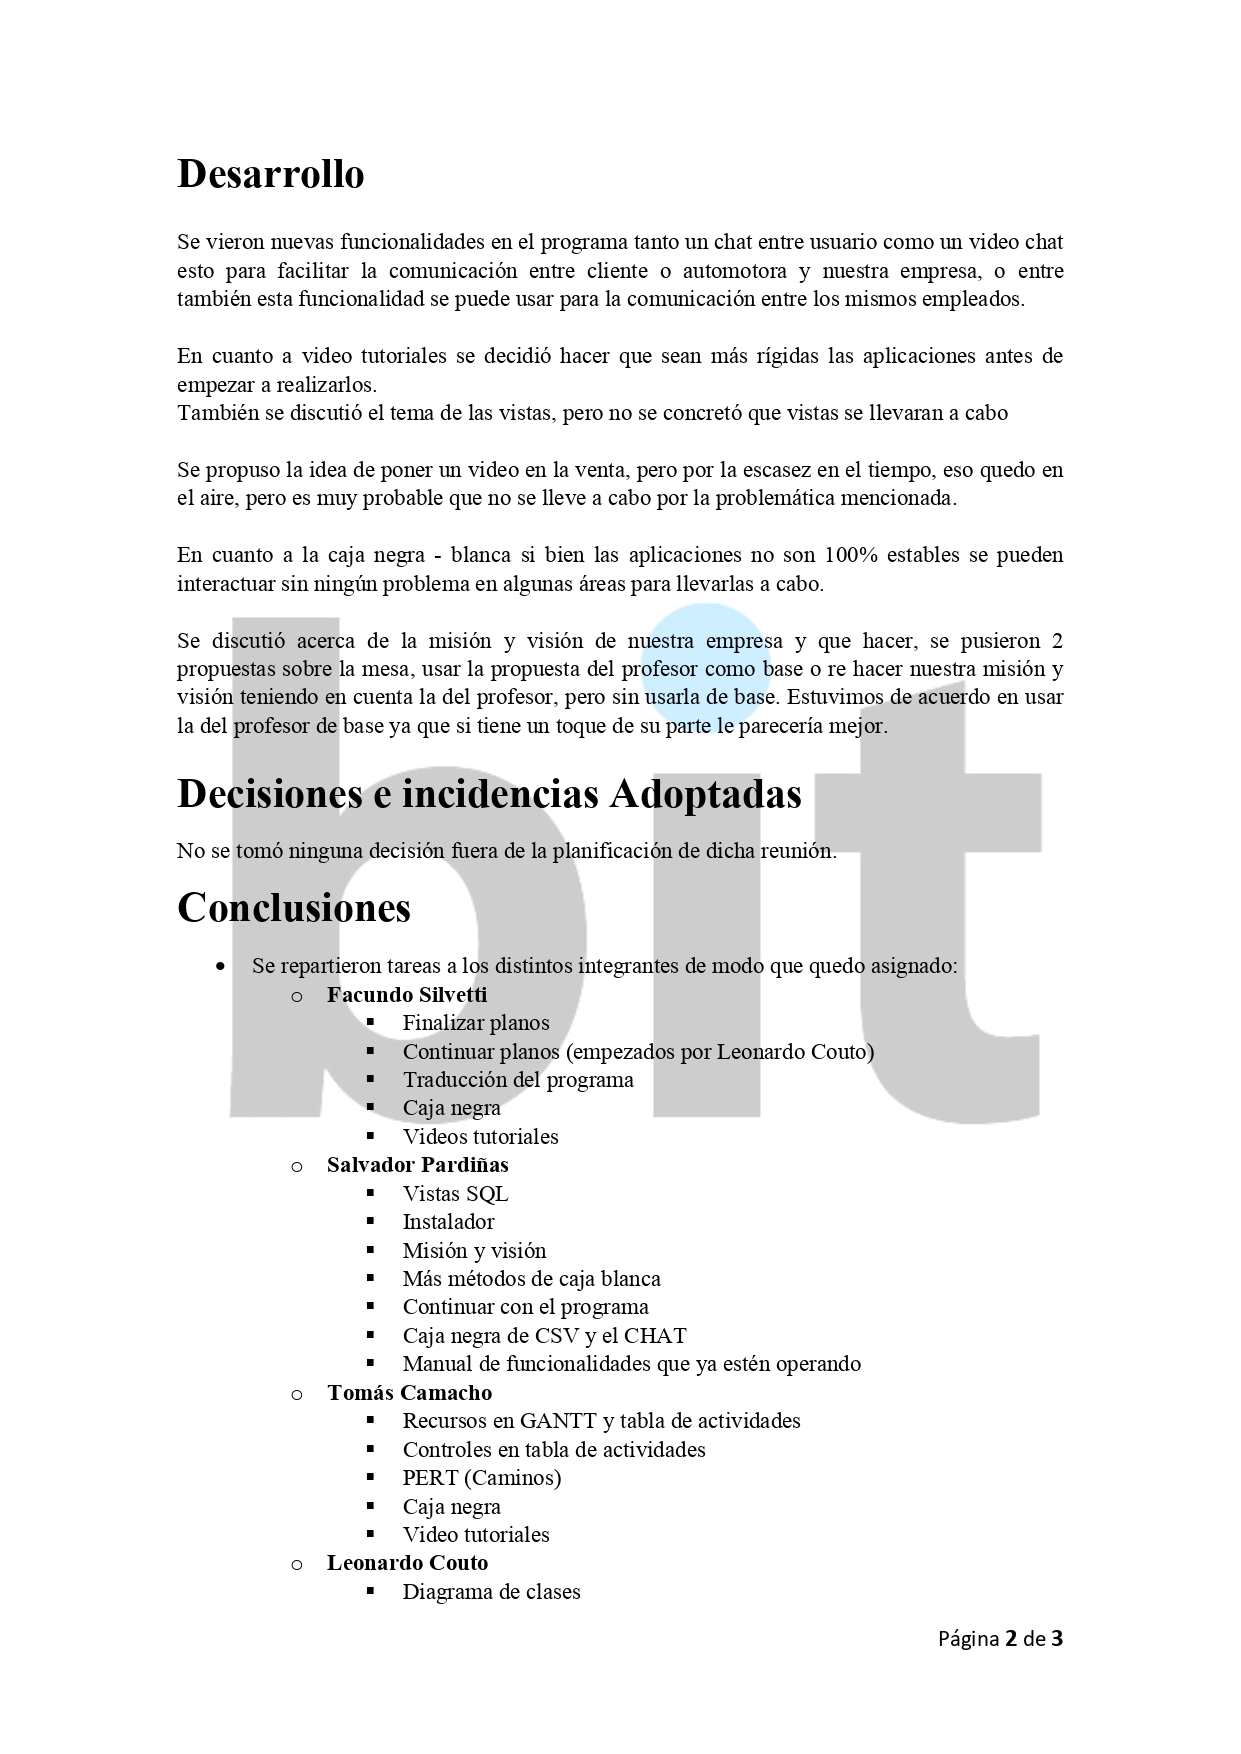 Desarrollo
Se vieron nuevas funcionalidades en el programa tanto un chat entre usuario como un video chat
esto para facilitar la comunicación entre cliente o automotora y nuestra empresa, o entre
también esta funcionalidad se puede usar para la comunicación entre los mismos empleados.
En cuanto a video tutoriales se decidió hacer que sean más rígidas las aplicaciones antes de
empezar a realizarlos.
También se discutió el tema de las vistas, pero no se concretó que vistas se llevaran a cabo
Se propuso la idea de poner un video en la venta, pero por la escasez en el tiempo, eso quedo en
el aire, pero es muy probable que no se lleve a cabo por la problemática mencionada.
En cuanto a la caja negra - blanca si bien las aplicaciones no son 100% estables se pueden
interactuar sin ningún problema en algunas áreas para llevarlas a cabo.
Se discutió acerca de la misión y visión de nuestra empresa y que hacer, se pusieron 2
propuestas sobre la mesa, usar la propuesta del profesor como base o re hacer nuestra misión y
visión teniendo en cuenta la del profesor, pero sin usarla de base. Estuvimos de acuerdo en usar
la del profesor de base ya que si tiene un toque de su parte le parecería mejor.
bit
Decisiones e incidencias Adoptadas
No se tomó ninguna decisión fuera de la planificación de dicha reunión.
Conclusiones
• Se repartieron tareas a los distintos integrantes de modo que quedo asignado:
o Facundo Silvetti
▪ Finalizar planos
▪ Continuar planos (empezados por Leonardo Couto)
▪ Traducción del programa
▪ Caja negra
▪ Videos tutoriales
o Salvador Pardiñas
▪ Vistas SQL
▪ Instalador
▪ Misión y visión
▪ Más métodos de caja blanca
▪ Continuar con el programa
▪ Caja negra de CSV y el CHAT
▪ Manual de funcionalidades que ya estén operando
o Tomás Camacho
▪ Recursos en GANTT y tabla de actividades
▪ Controles en tabla de actividades
▪ PERT (Caminos)
▪ Caja negra
▪ Video tutoriales
o Leonardo Couto
▪ Diagrama de clases
Página 2 de 3